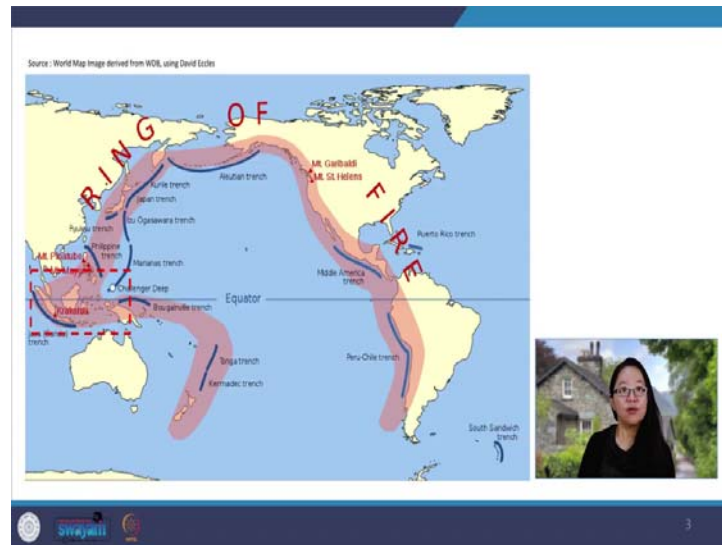 Source : World Map Image derived from WDB, using David Eccles
RING OF FIRE
Aleutian trench
Kurile trench
Japan trench
Izu Ogasawara trench
Ryukyu trench
Philippine
trench
Marianas trench
Challenger Deep
Bougainville trench
Equator
Mt. Garibaldi
Mt. St. Helens
Puerto Rico trench
Middle America
trench
Mt. Pinatubo
Krakatoa
trench
Tonga trench
Kermadec trench
Peru-Chile trench
South Sandwich
trench
swayam
3